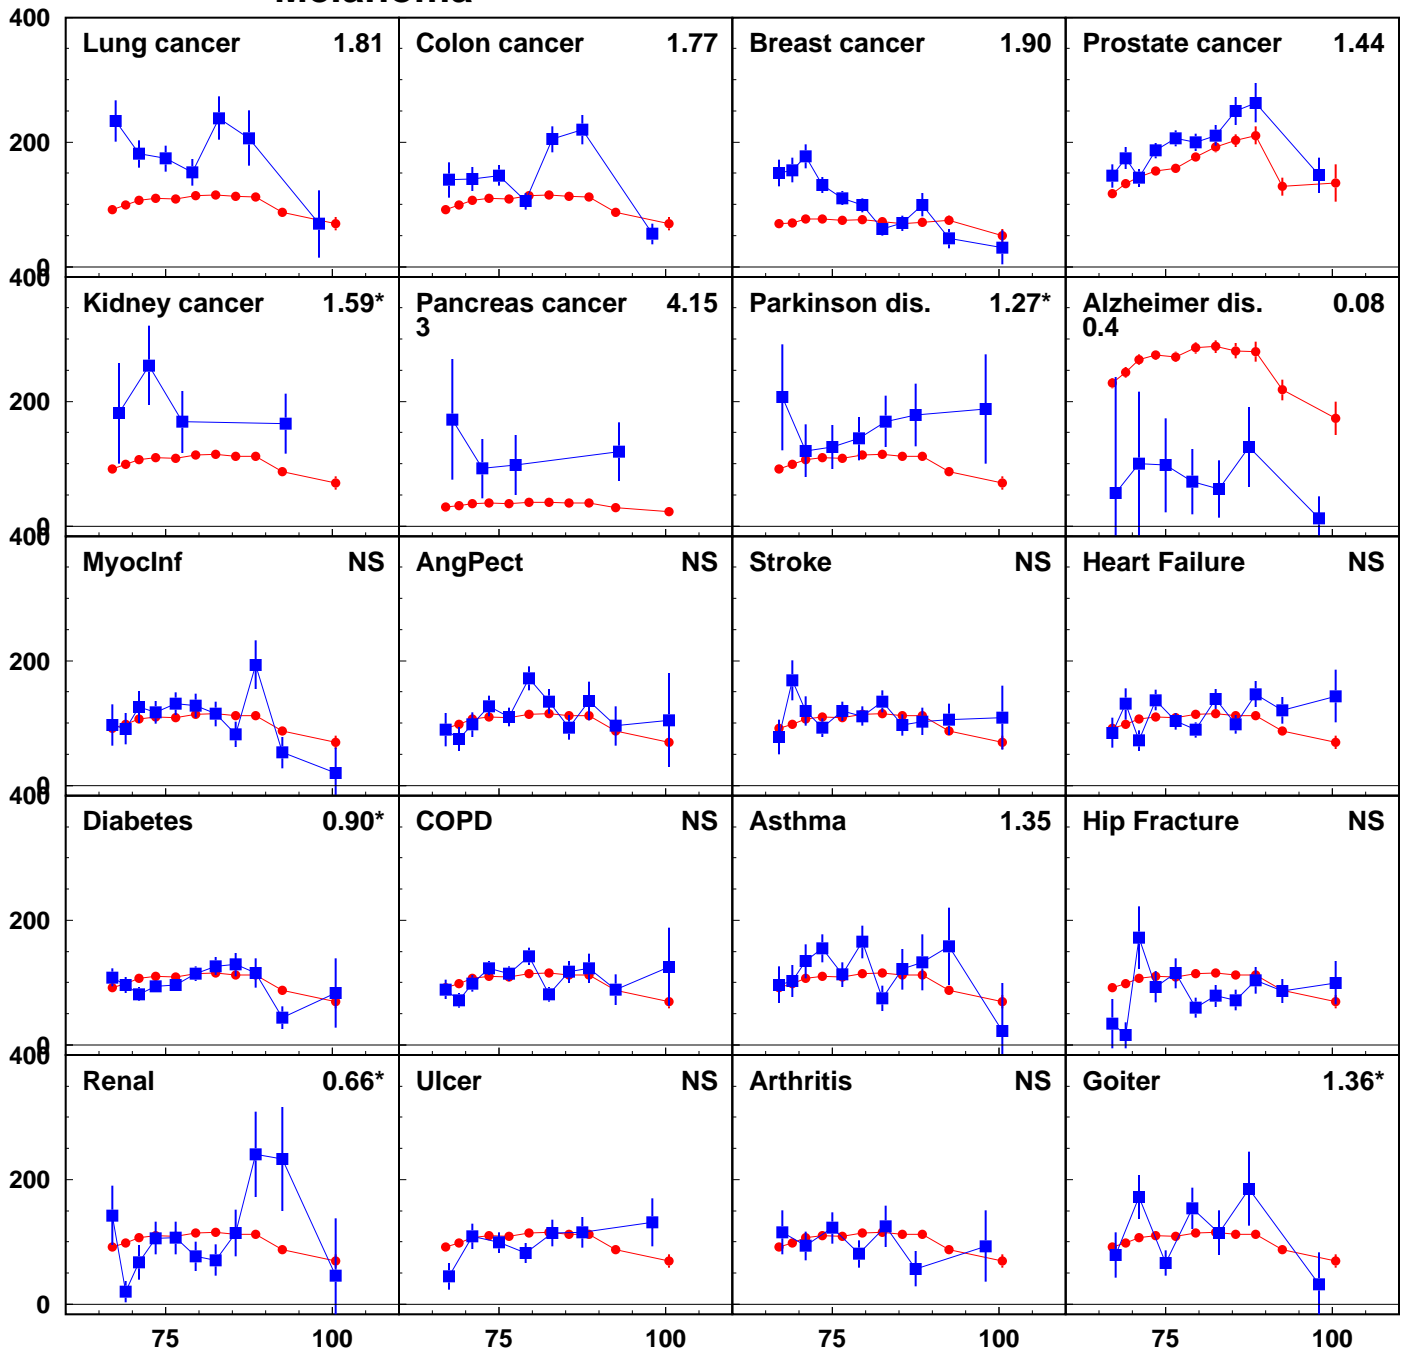 Melanoma
400
Lung cancer 1.81
Colon cancer 1.77
Breast cancer 1.90
Prostate cancer 1.44
200
0
400
Kidney cancer 1.59*
Pancreas cancer 4.15
3
Parkinson dis. 1.27*
Alzheimer dis. 0.08
0.4
200
0
400
MyocInf NS
AngPect NS
Stroke NS
Heart Failure NS
200
0
400
Diabetes 0.90*
COPD NS
Asthma 1.35
Hip Fracture NS
200
0
400
Renal 0.66*
Ulcer NS
Arthritis NS
Goiter 1.36*
200
0
75 100 75 100 75 100 75 100